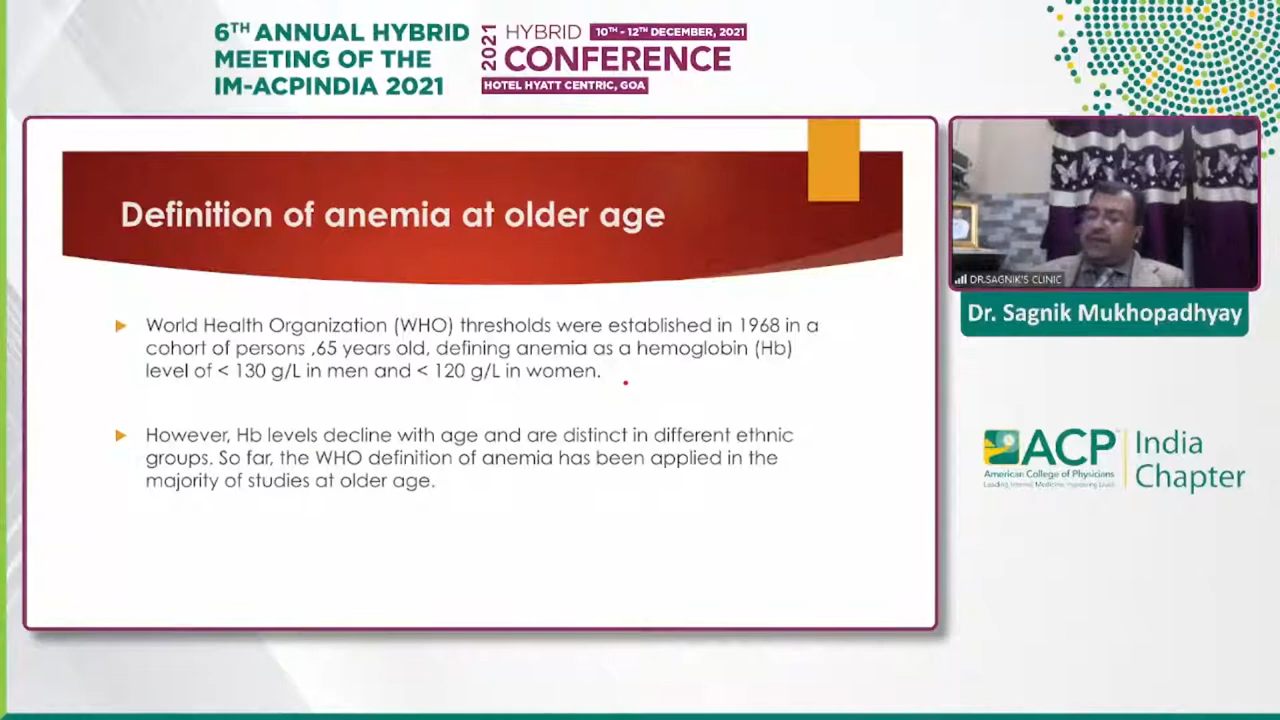 6TH ANNUAL HYBRID
MEETING OF THE
IM-ACPINDIA 2021
2021
HYBRID
10TH - 12TH DECEMBER, 2021
CONFERENCE
HOTEL HYATT CENTRIC, GOA
Definition of anemia at older age
World Health Organization (WHO) thresholds were established in 1968 in a
cohort of persons ,65 years old, defining anemia as a hemoglobin (Hb)
level of < 130 g/L in men and < 120 g/L in women.
However, Hb levels decline with age and are distinct in different ethnic
groups. So far, the WHO definition of anemia has been applied in the
majority of studies at older age.
DR.SAGNIK'S CLINIC
Dr. Sagnik Mukhopadhyay
ACP
American College of Physicians
Leading Internal Medicine, Improving Lives
India
Chapter